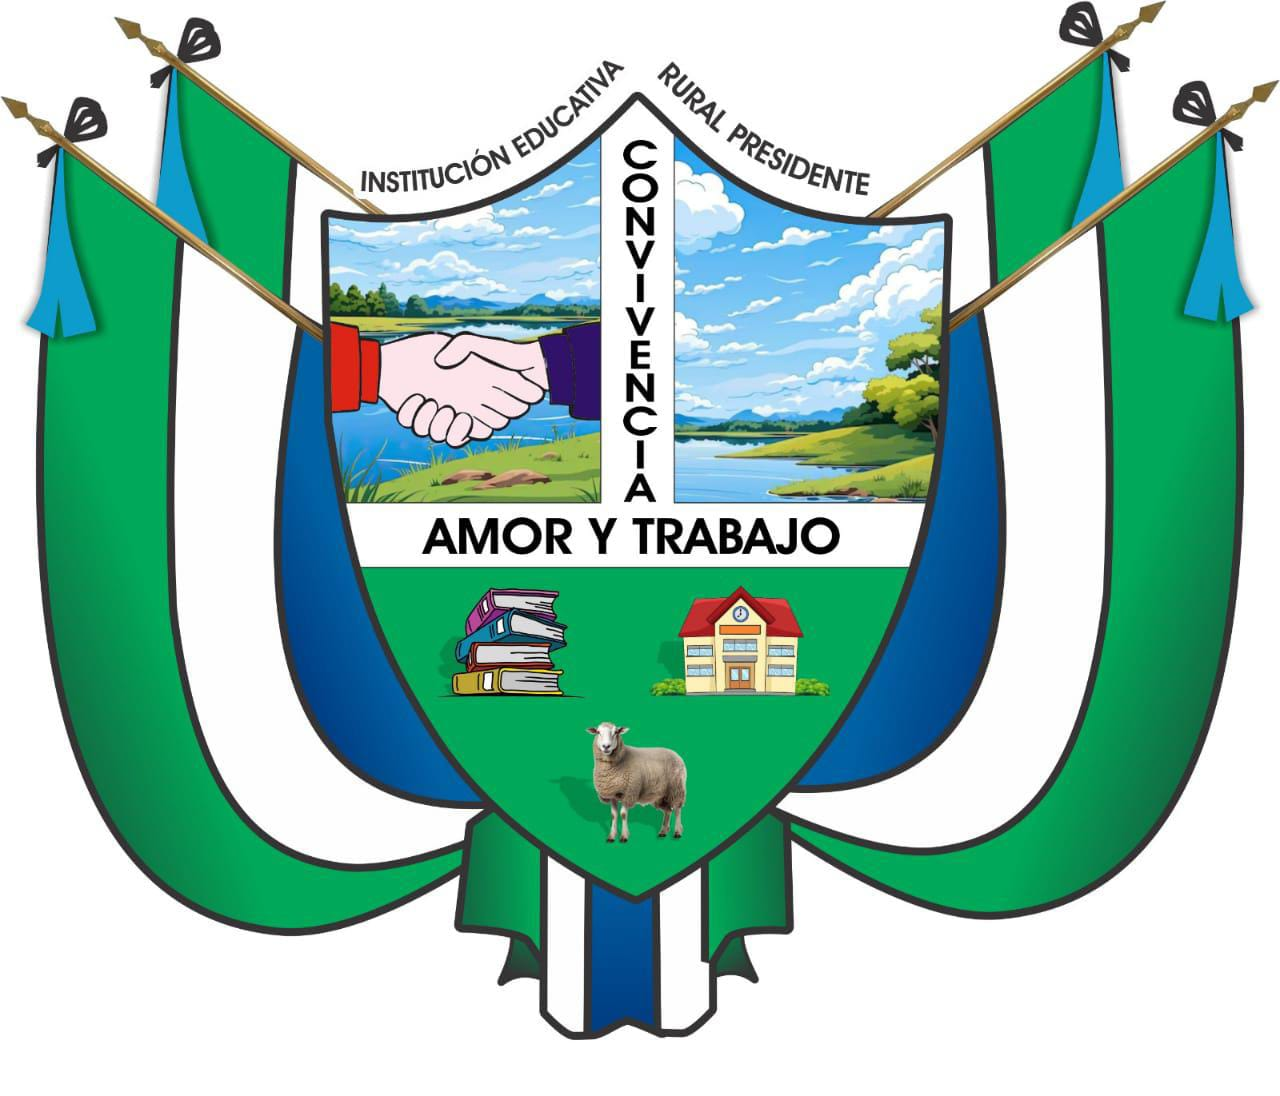 INSTITUCIÓN EDUCATIVA
RURAL PRESIDENTE
CONVIVENCIA
AMOR Y TRABAJO